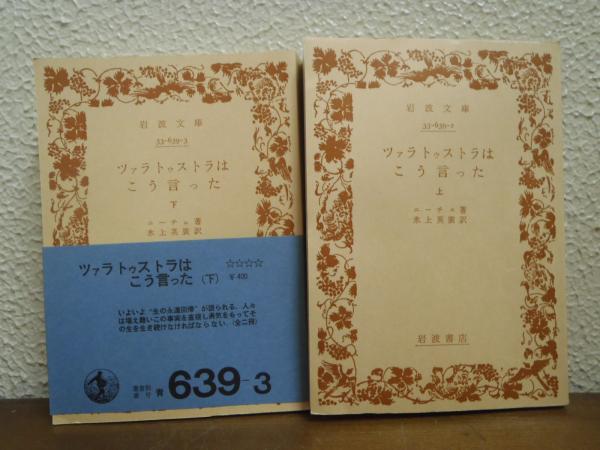 岩波文庫
33-639-3
ツァラトゥストラは
こう言った
下
ニーチェ著
氷上英廣訳
ツァラトゥストラは
こう言った(下)
☆☆☆☆
¥400
いよいよ“生の永遠回帰”が語られる.人々
は堪え難いこの事実を直視し勇気をもってそ
の生を生き続けなければならない.(全二冊)
青 639-3
岩波文庫
33-639-2
ツァラトゥストラは
こう言った
上
ニーチェ著
氷上英廣訳
岩波書店